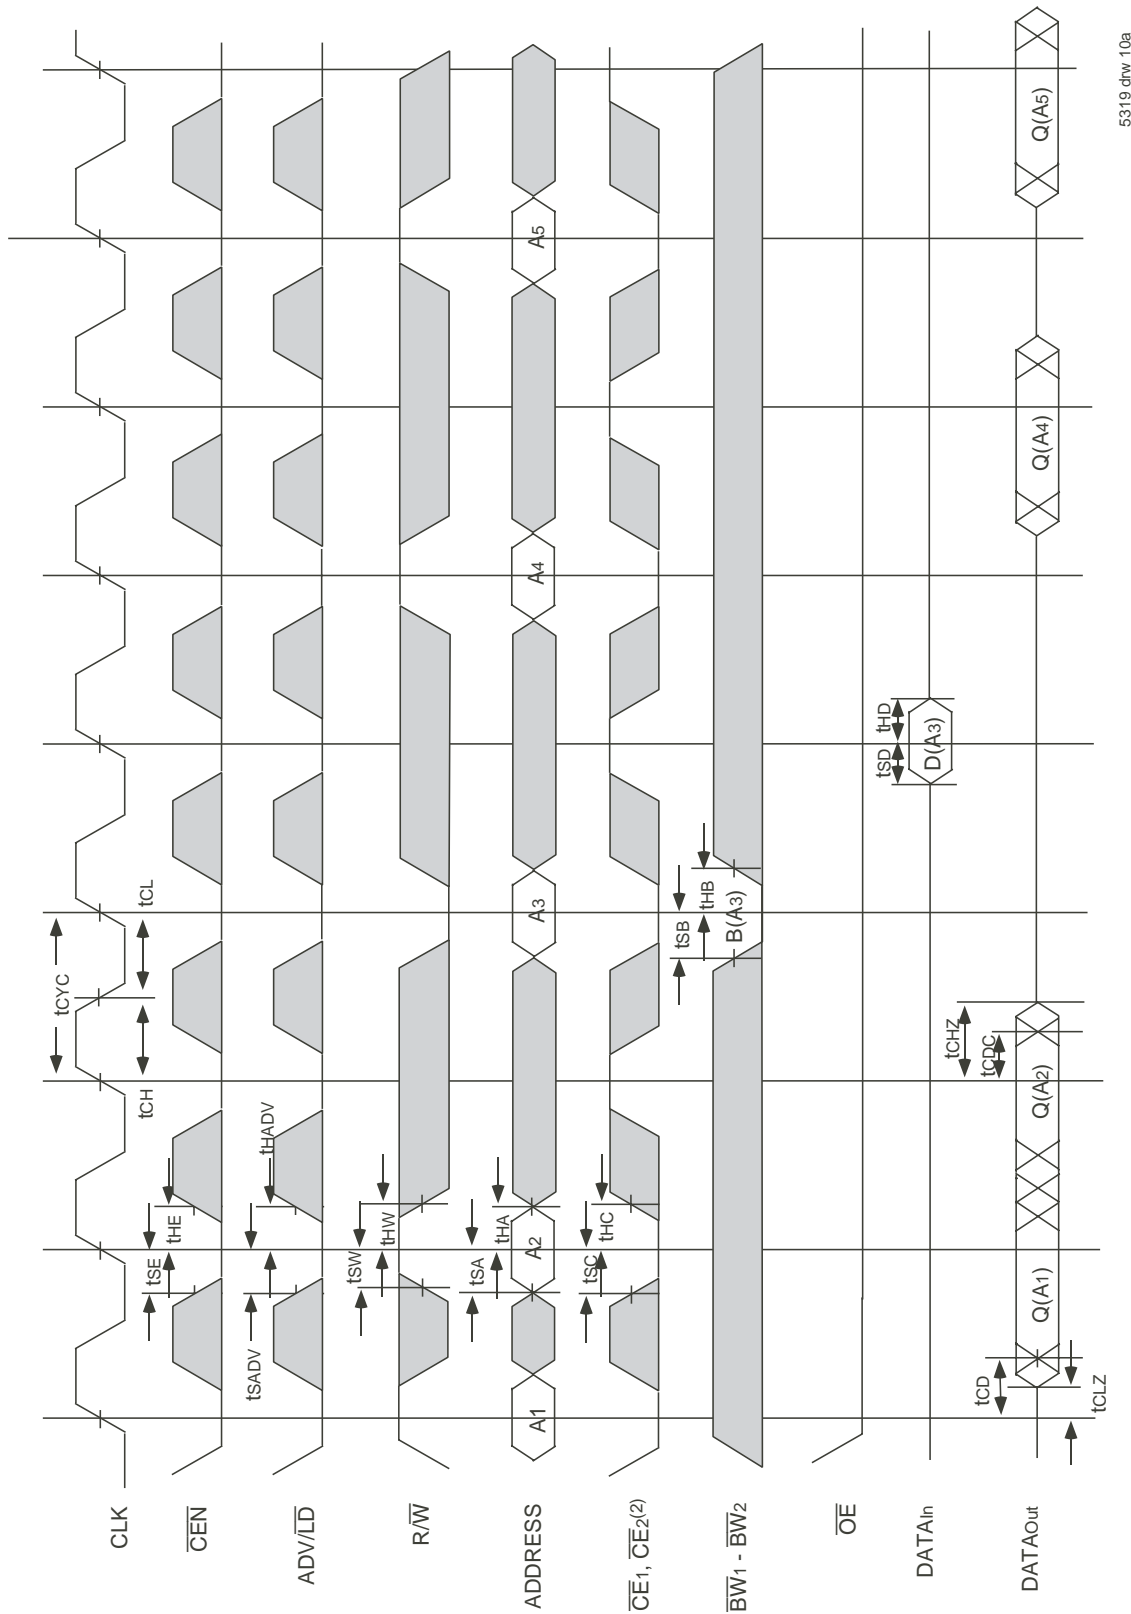 tCYC
CLK
tCH
tCL
CEN
tSE
tHE
ADV/LD
tSADV
tHADV
R/W
tSW
tHW
ADDRESS
A1
A2
A3
A4
A5
tSA
tHA
CE1, CE2(2)
tSC
tHC
BW1 - BW2
tSB
tHB
B(A3)
OE
DATAIn
tSD
tHD
D(A3)
DATAOut
tCD
tCLZ
tCHZ
tCDC
Q(A1)
Q(A2)
Q(A4)
Q(A5)
5319 drw 10a